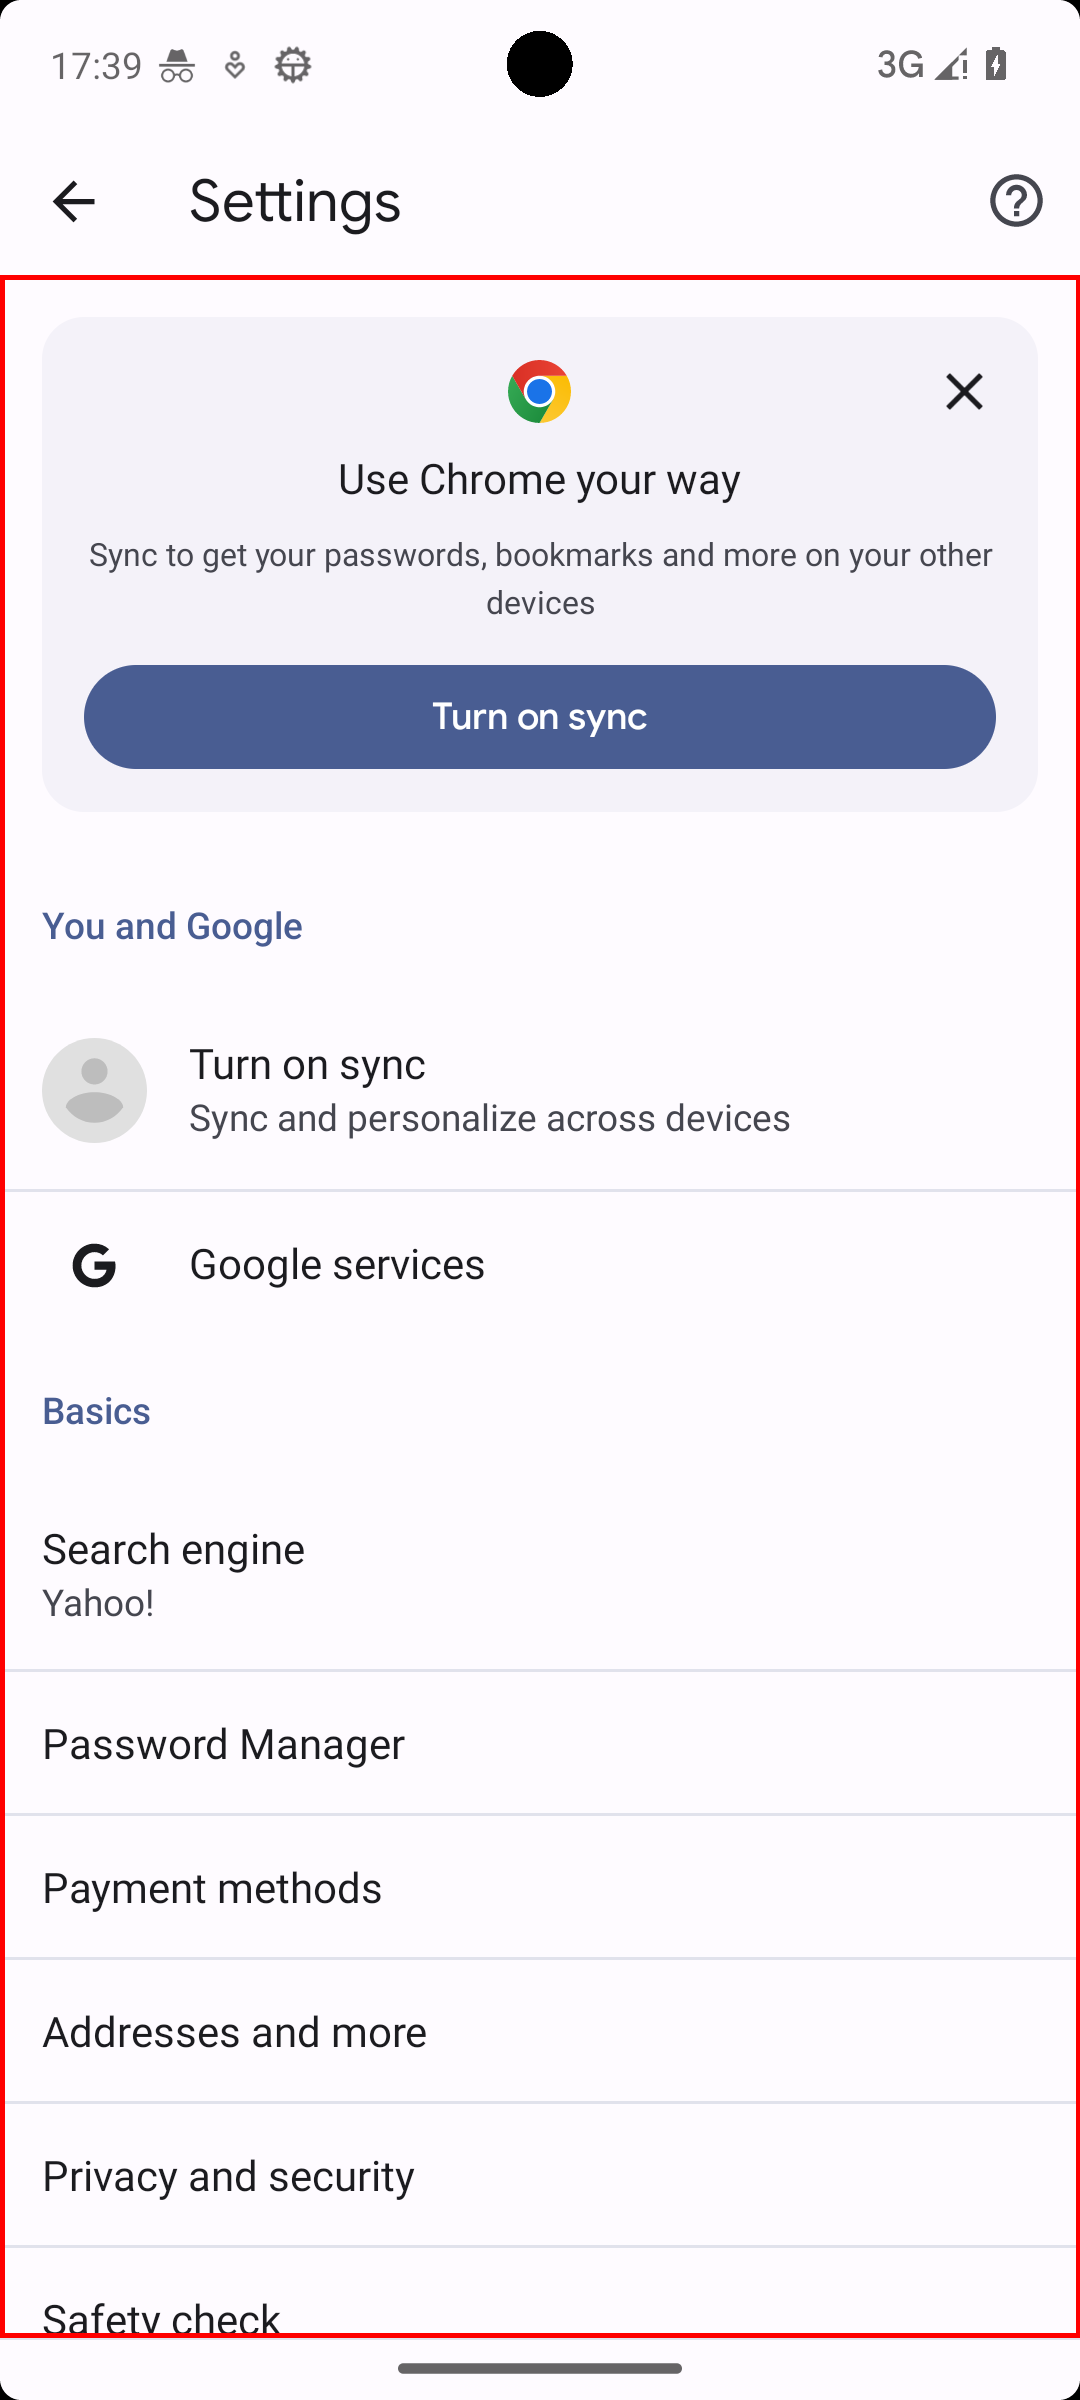 17:39
3G
Settings
Use Chrome your way
Sync to get your passwords, bookmarks and more on your other
devices
Turn on sync
You and Google
Turn on sync
Sync and personalize across devices
Google services
Basics
Search engine
Yahoo!
Password Manager
Payment methods
Addresses and more
Privacy and security
Safety check